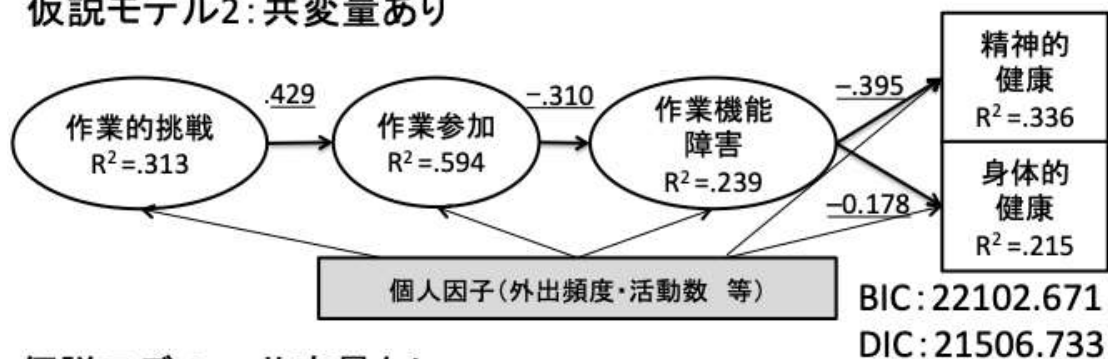 仮説モデル2:共変量あり
作業的挑戦
R²=.313
.429
作業参加
R²=.594
−.310
作業機能
障害
R²=.239
−.395
−0.178
精神的
健康
R²=.336
身体的
健康
R²=.215
個人因子(外出頻度・活動数 等)
BIC:22102.671
DIC:21506.733